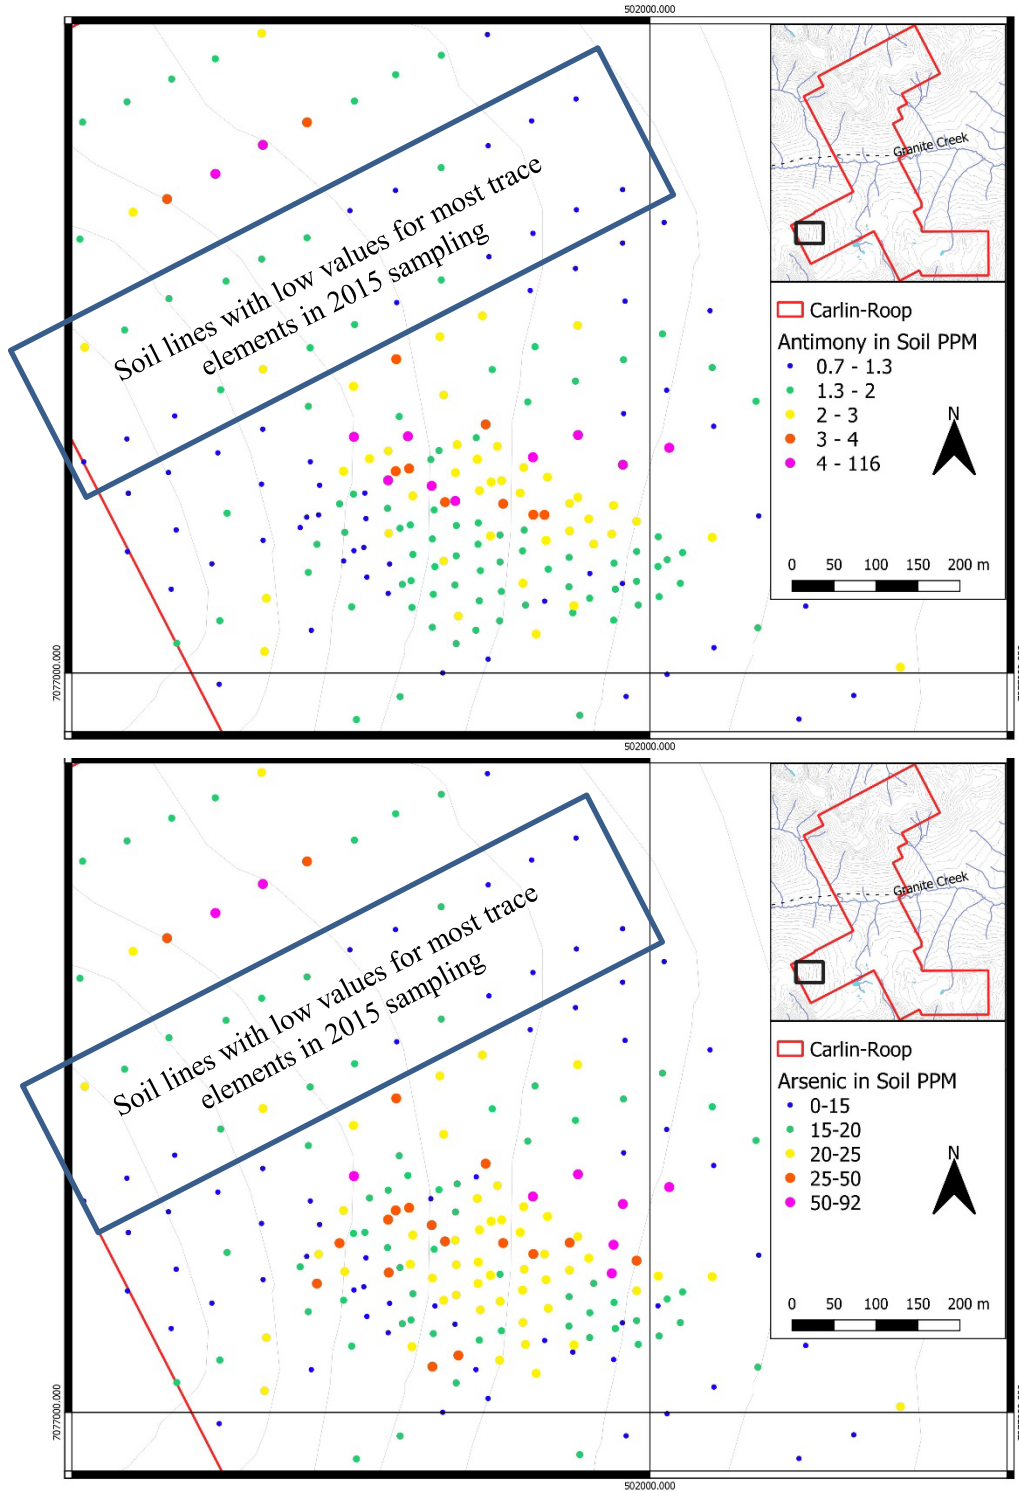 502000.000
Granite Creek
Soil lines with low values for most trace
elements in 2015 sampling
Carlin-Roop
Antimony in Soil PPM
0.7 - 1.3
1.3 - 2
2 - 3
3 - 4
4 - 116
N
0 50 100 150 200 m
7077000.000
502000.000
Granite Creek
Soil lines with low values for most trace
elements in 2015 sampling
Carlin-Roop
Arsenic in Soil PPM
0-15
15-20
20-25
25-50
50-92
N
0 50 100 150 200 m
7077000.000
502000.000